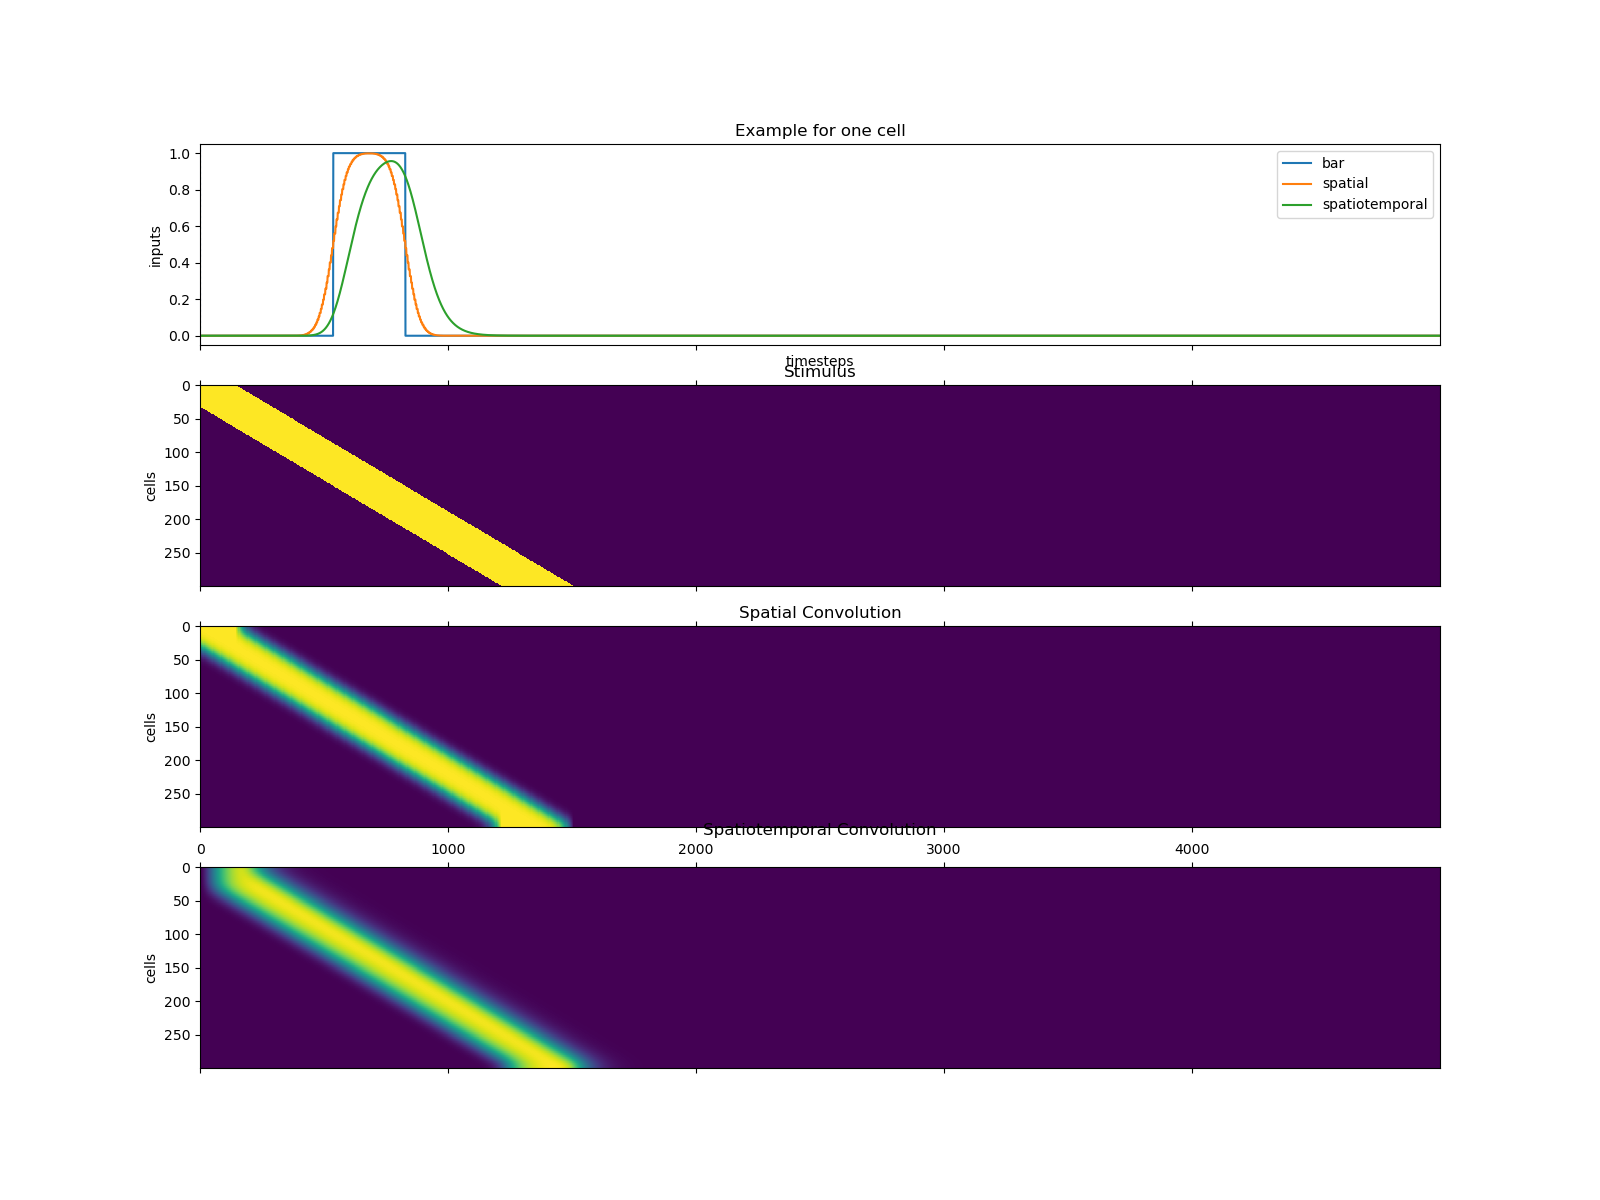 Example for one cell
1.0
0.8
0.6
0.4
0.2
0.0
inputs
bar
spatial
spatiotemporal
timesteps
Stimulus
0
50
100
150
200
250
cells
Spatial Convolution
0
50
100
150
200
250
cells
Spatiotemporal Convolution
0 1000 2000 3000 4000
0
50
100
150
200
250
cells